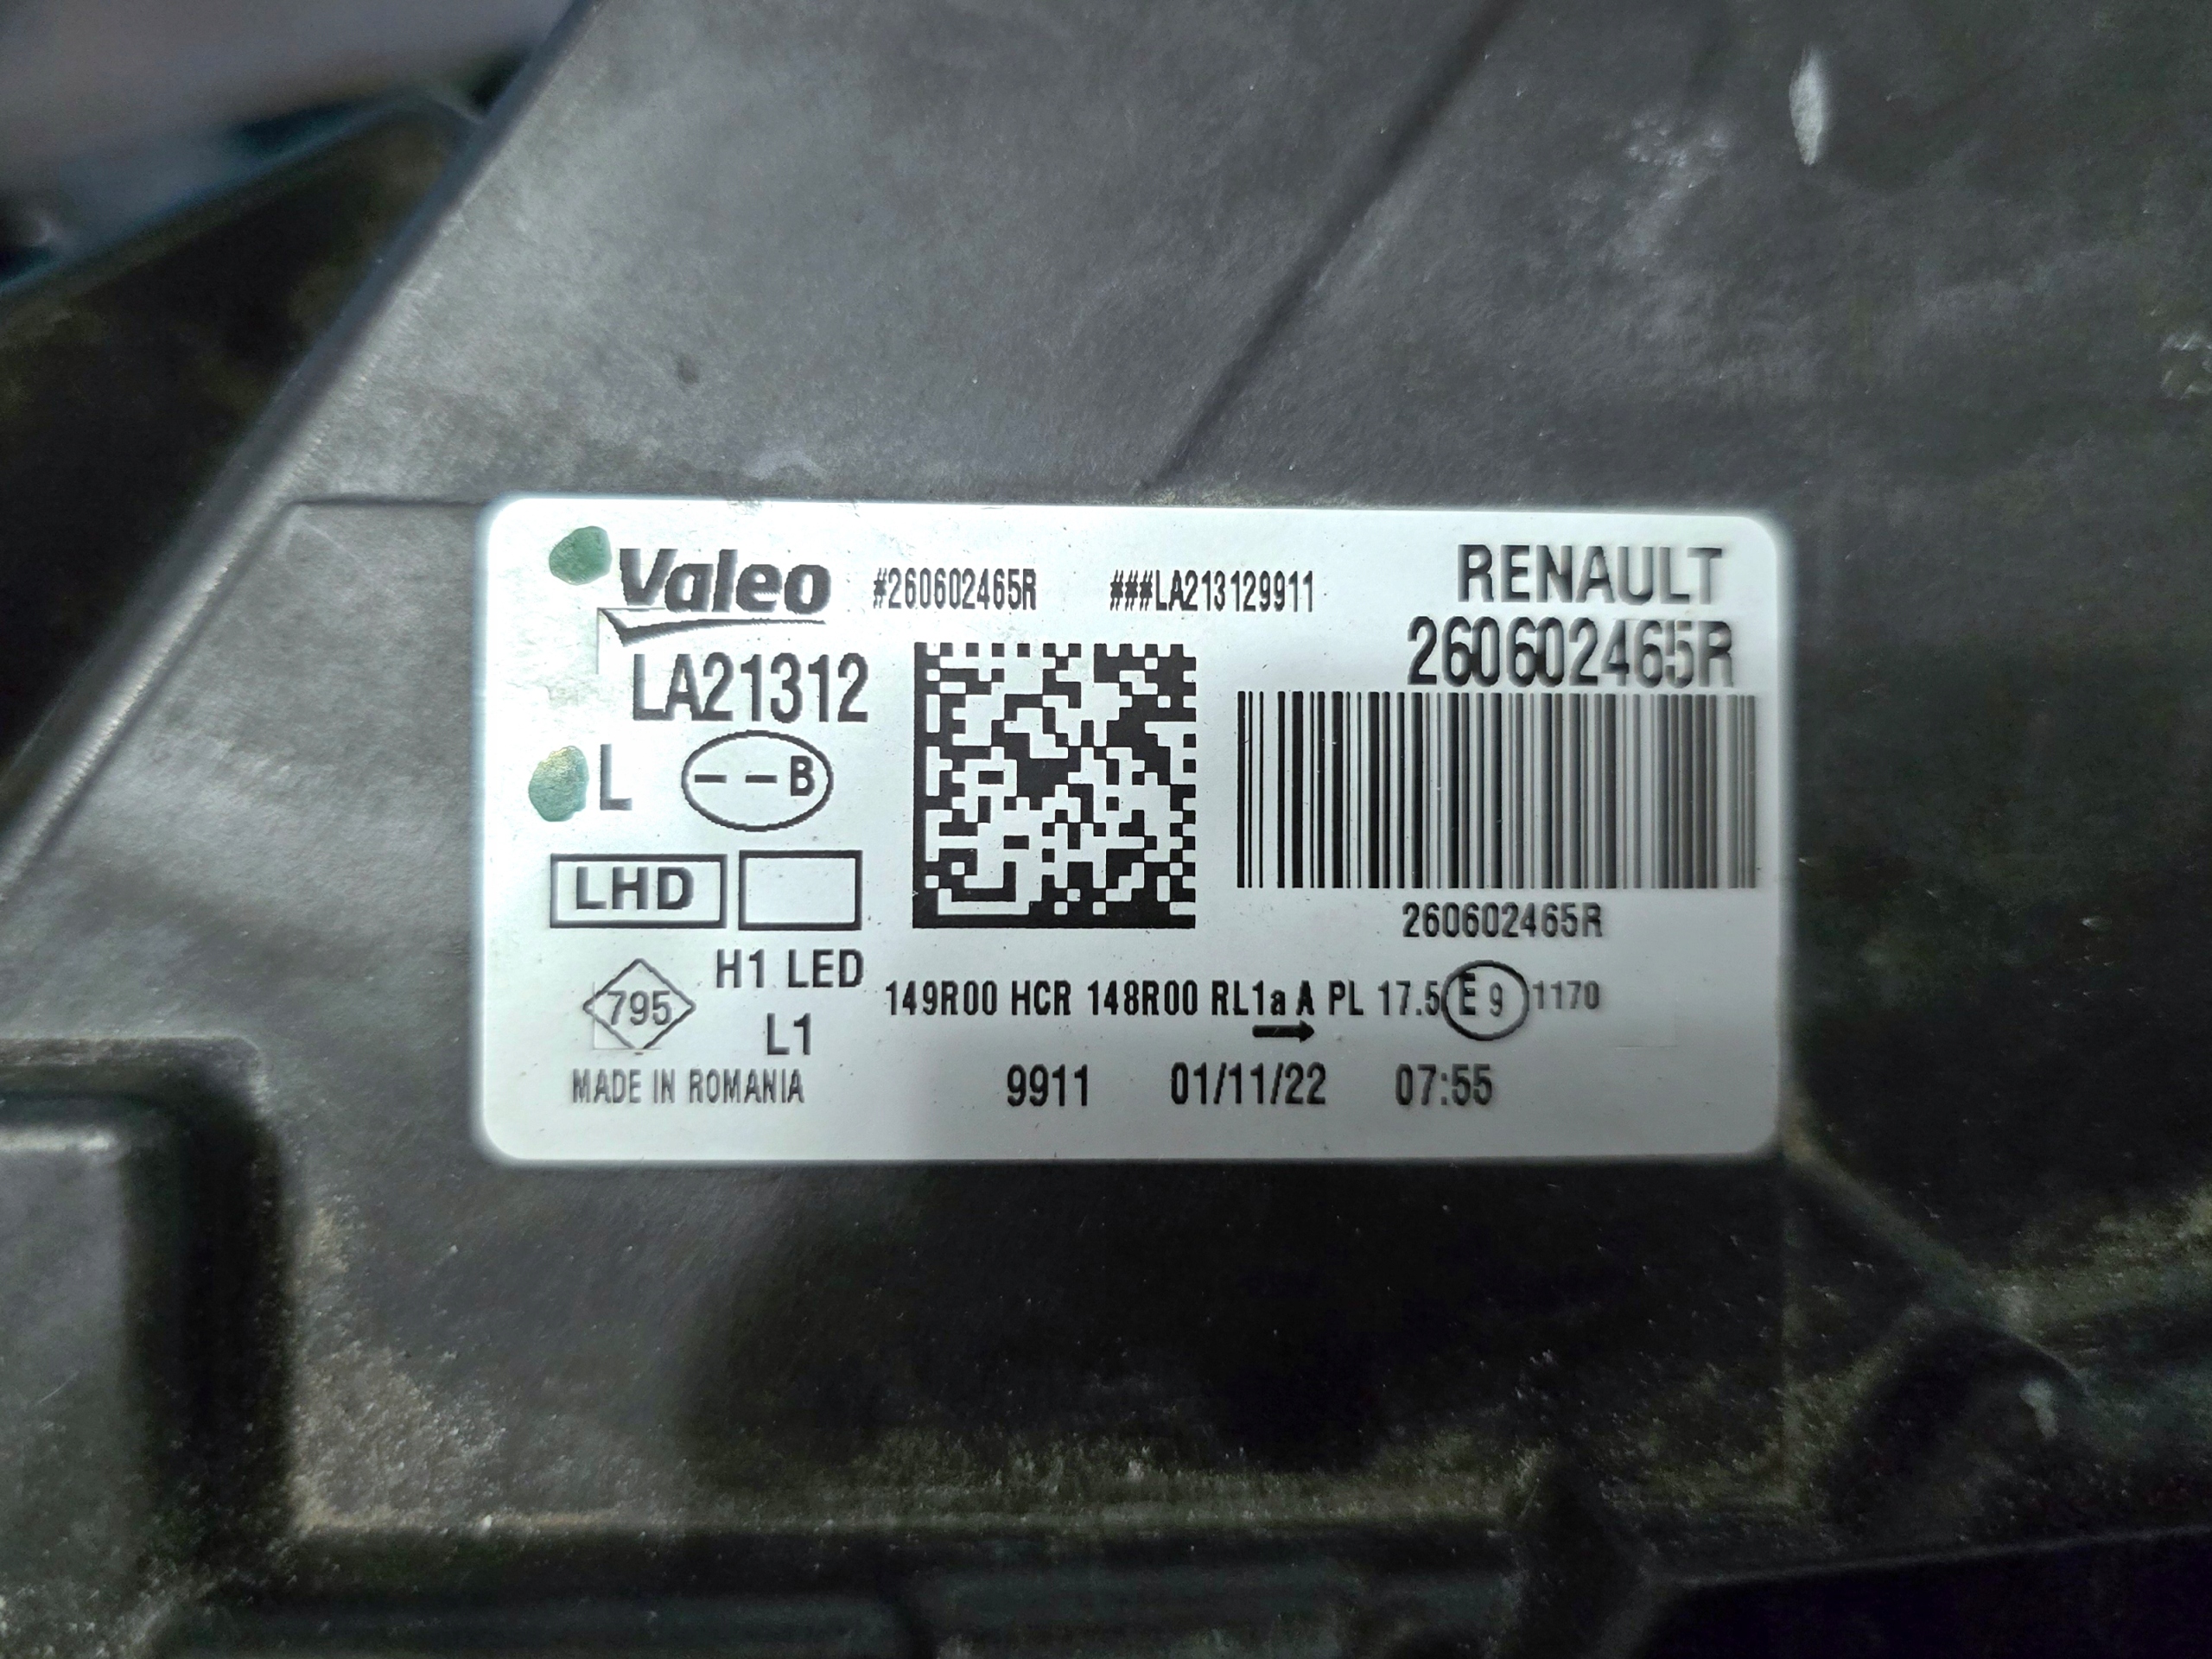 Valeo #260602465R ###LA213129911 RENAULT
LA21312 260602465R
L --B
LHD
260602465R
H1 LED
795 149R00 HCR 148R00 RL1a A PL 17.5 E 9 1170
L1
MADE IN ROMANIA 9911 01/11/22 07:55